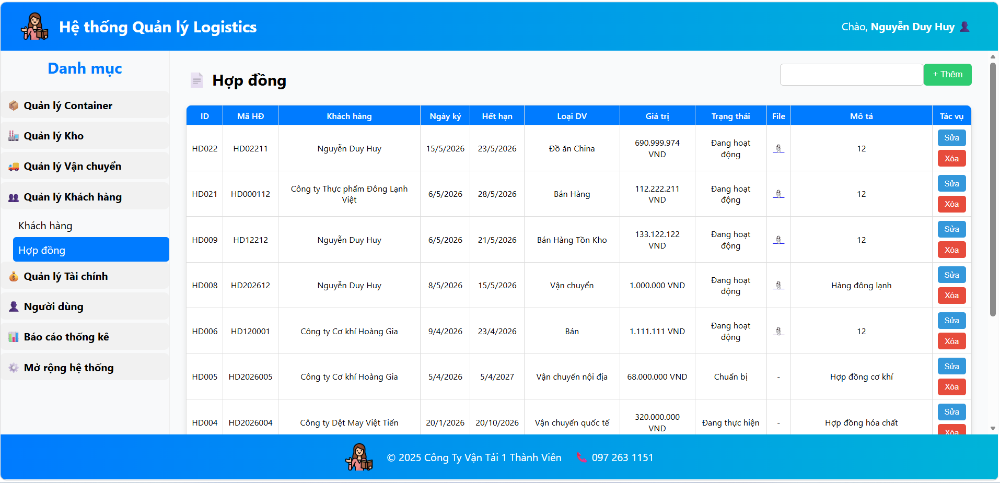 Hệ thống Quản lý Logistics
Chào, Nguyễn Duy Huy
Danh mục
Quản lý Container
Quản lý Kho
Quản lý Vận chuyển
Quản lý Khách hàng
Khách hàng
Hợp đồng
Quản lý Tài chính
Người dùng
Báo cáo thống kê
Mở rộng hệ thống
Hợp đồng
+ Thêm
ID Mã HĐ Khách hàng Ngày ký Hết hạn Loại DV Giá trị Trạng thái File Mô tả Tác vụ
HD022 HD02211 Nguyễn Duy Huy 15/5/2026 23/5/2026 Đồ ăn China 690.999.974 VND Đang hoạt động 12 Sửa Xóa
HD021 HD000112 Công ty Thực phẩm Đông Lạnh Việt 6/5/2026 28/5/2026 Bán Hàng 112.222.211 VND Đang hoạt động 12 Sửa Xóa
HD009 HD12212 Nguyễn Duy Huy 6/5/2026 21/5/2026 Bán Hàng Tồn Kho 133.122.122 VND Đang hoạt động 12 Sửa Xóa
HD008 HD202612 Nguyễn Duy Huy 8/5/2026 15/5/2026 Vận chuyển 1.000.000 VND Đang hoạt động Hàng đông lạnh Sửa Xóa
HD006 HD120001 Công ty Cơ khí Hoàng Gia 9/4/2026 23/4/2026 Bán 1.111.111 VND Đang hoạt động 12 Sửa Xóa
HD005 HD2026005 Công ty Cơ khí Hoàng Gia 5/4/2026 5/4/2027 Vận chuyển nội địa 68.000.000 VND Chuẩn bị - Hợp đồng cơ khí Sửa Xóa
HD004 HD2026004 Công ty Dệt May Việt Tiến 20/1/2026 20/10/2026 Vận chuyển quốc tế 320.000.000 VND Đang thực hiện - Hợp đồng hóa chất Sửa Xóa
© 2025 Công Ty Vận Tải 1 Thành Viên 097 263 1151